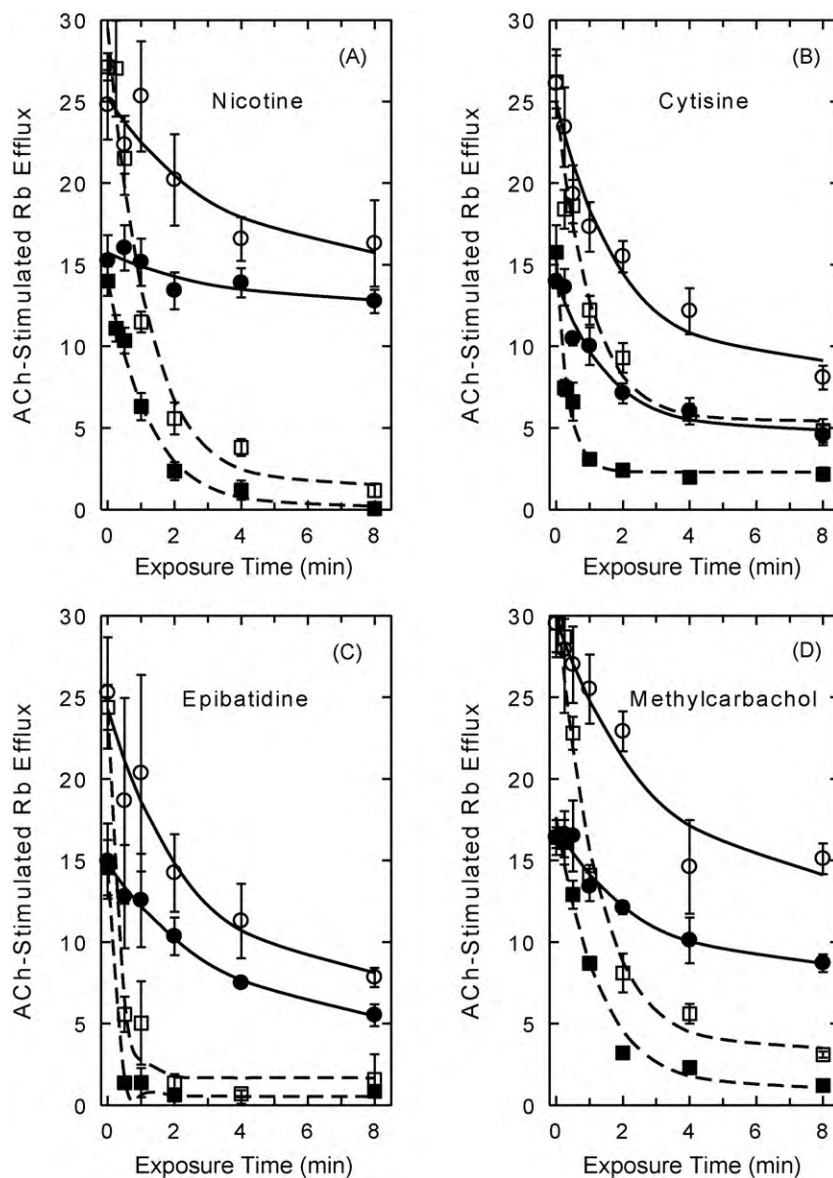 (A)
Nicotine
ACh-Stimulated Rb Efflux
30
25
20
15
10
5
0
0 2 4 6 8
Exposure Time (min)
(B)
Cytisine
ACh-Stimulated Rb Efflux
30
25
20
15
10
5
0
0 2 4 6 8
Exposure Time (min)
(C)
Epibatidine
ACh-Stimulated Rb Efflux
30
25
20
15
10
5
0
0 2 4 6 8
Exposure Time (min)
(D)
Methylcarbachol
ACh-Stimulated Rb Efflux
30
25
20
15
10
5
0
0 2 4 6 8
Exposure Time (min)